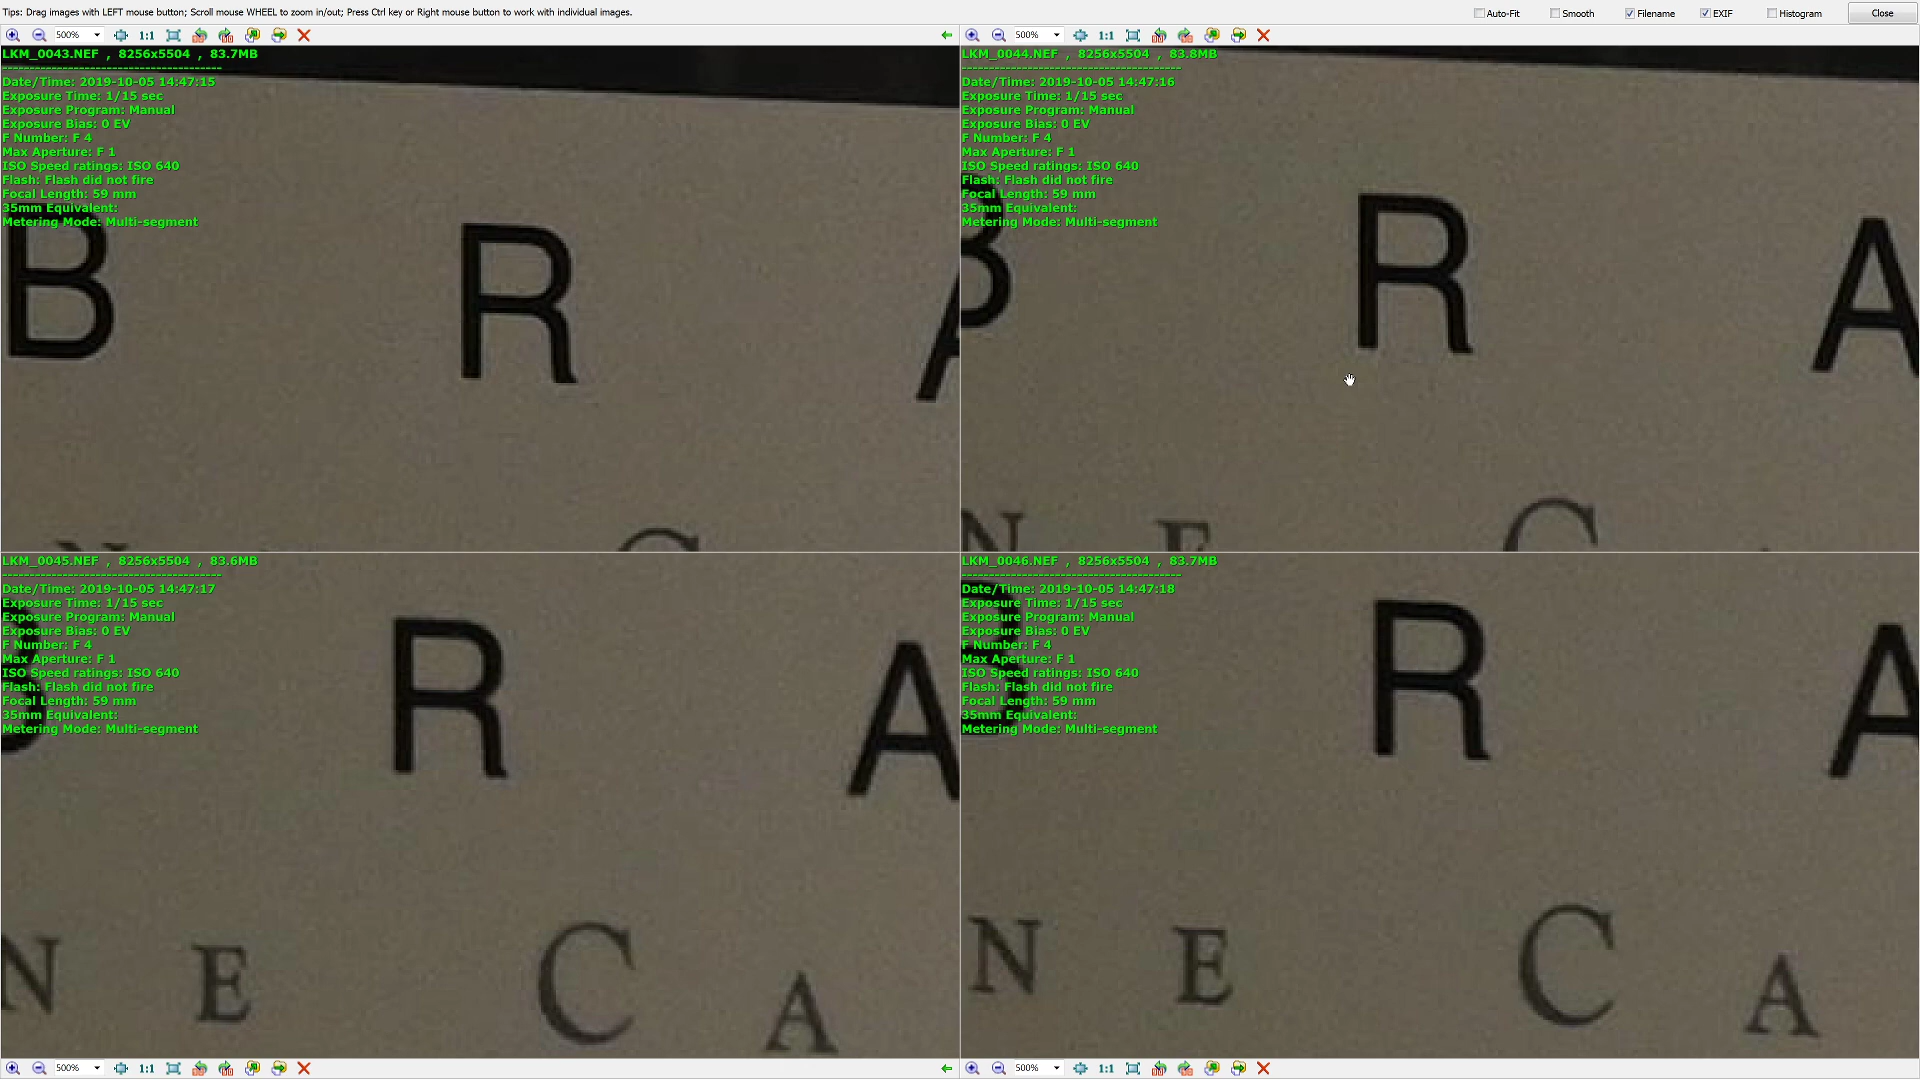 Tips: Drag images with LEFT mouse button; Scroll mouse WHEEL to zoom in/out; Press Ctrl key or Right mouse button to work with individual images.
Auto-Fit Smooth Filename EXIF Histogram Close
500% 1:1
500% 1:1
LKM_0043.NEF , 8256x5504 , 83.7MB
----------------------------------------
Date/Time: 2019-10-05 14:47:15
Exposure Time: 1/15 sec
Exposure Program: Manual
Exposure Bias: 0 EV
F Number: F 4
Max Aperture: F 1
ISO Speed ratings: ISO 640
Flash: Flash did not fire
Focal Length: 59 mm
35mm Equivalent:
Metering Mode: Multi-segment
B R A
C
LKM_0044.NEF , 8256x5504 , 83.8MB
----------------------------------------
Date/Time: 2019-10-05 14:47:16
Exposure Time: 1/15 sec
Exposure Program: Manual
Exposure Bias: 0 EV
F Number: F 4
Max Aperture: F 1
ISO Speed ratings: ISO 640
Flash: Flash did not fire
Focal Length: 59 mm
35mm Equivalent:
Metering Mode: Multi-segment
B R A
N E C
LKM_0045.NEF , 8256x5504 , 83.6MB
----------------------------------------
Date/Time: 2019-10-05 14:47:17
Exposure Time: 1/15 sec
Exposure Program: Manual
Exposure Bias: 0 EV
F Number: F 4
Max Aperture: F 1
ISO Speed ratings: ISO 640
Flash: Flash did not fire
Focal Length: 59 mm
35mm Equivalent:
Metering Mode: Multi-segment
B R A
N E C A
LKM_0046.NEF , 8256x5504 , 83.7MB
----------------------------------------
Date/Time: 2019-10-05 14:47:18
Exposure Time: 1/15 sec
Exposure Program: Manual
Exposure Bias: 0 EV
F Number: F 4
Max Aperture: F 1
ISO Speed ratings: ISO 640
Flash: Flash did not fire
Focal Length: 59 mm
35mm Equivalent:
Metering Mode: Multi-segment
B R A
N E C A
500% 1:1
500% 1:1